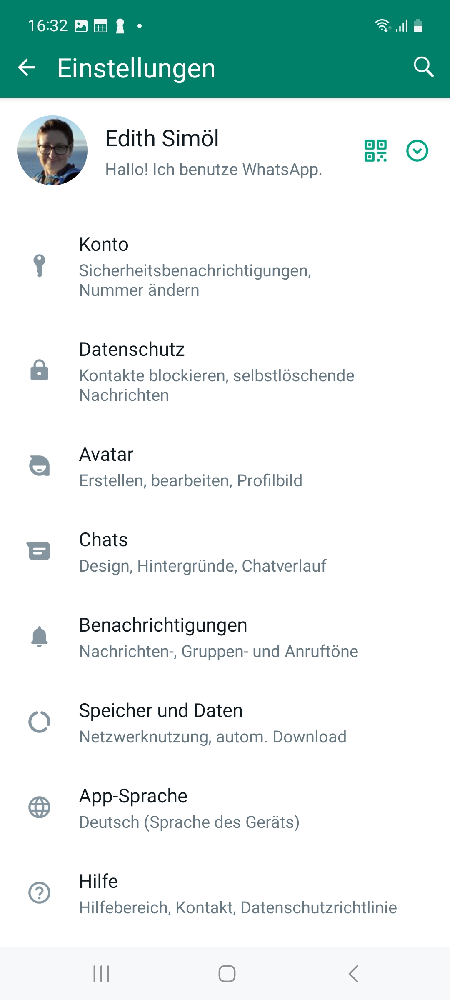 16:32
Einstellungen
Edith Simöl
Hallo! Ich benutze WhatsApp.
Konto
Sicherheitsbenachrichtigungen,
Nummer ändern
Datenschutz
Kontakte blockieren, selbstlöschende
Nachrichten
Avatar
Erstellen, bearbeiten, Profilbild
Chats
Design, Hintergründe, Chatverlauf
Benachrichtigungen
Nachrichten-, Gruppen- und Anruftöne
Speicher und Daten
Netzwerknutzung, autom. Download
App-Sprache
Deutsch (Sprache des Geräts)
Hilfe
Hilfebereich, Kontakt, Datenschutzrichtlinie